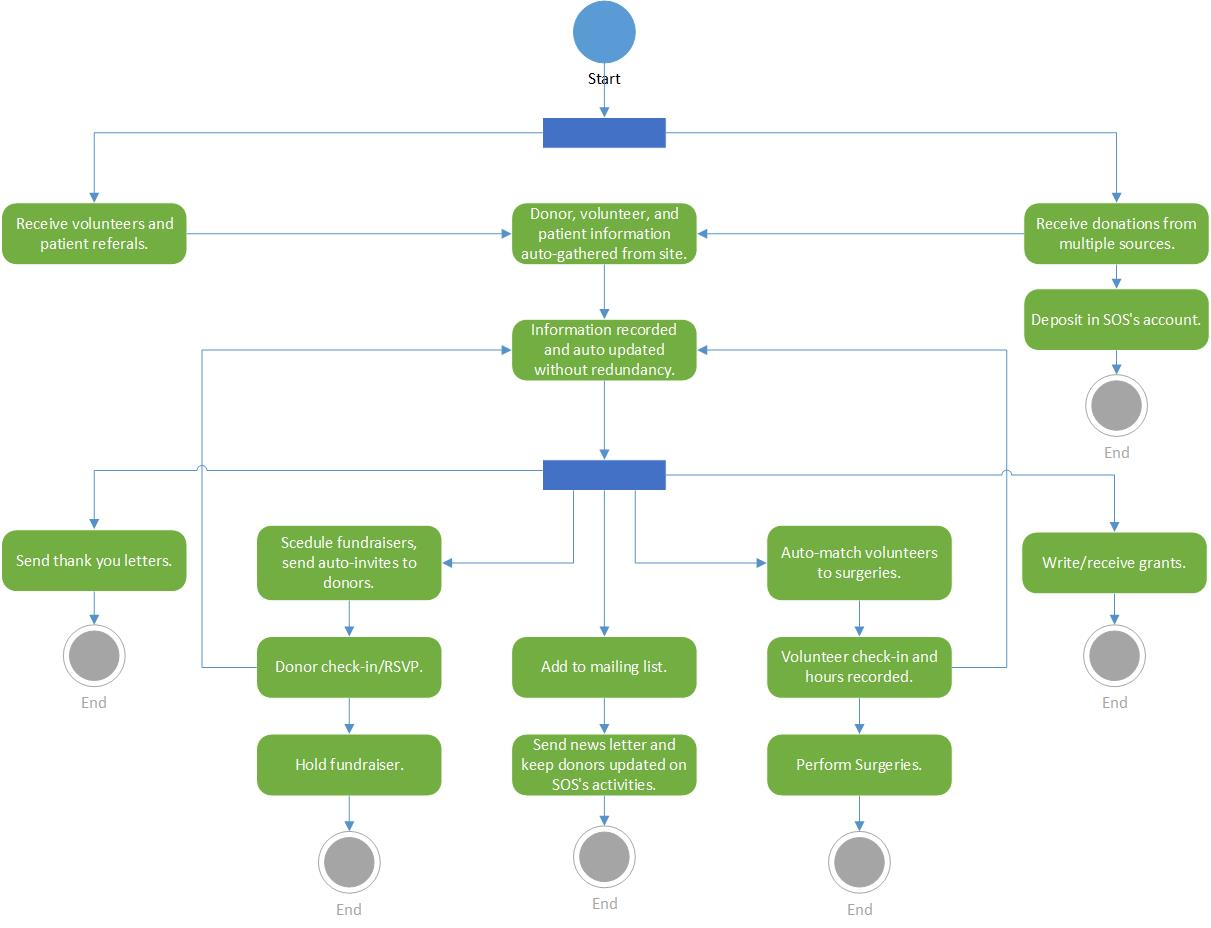 Start
Receive volunteers and
patient referrals.
Donor, volunteer, and
patient information
auto-gathered from site.
Receive donations from
multiple sources.
Deposit in SOS's account.
Information recorded
and auto updated
without redundancy.
End
Send thank you letters.
Scedule fundraisers,
send auto-invites to
donors.
Auto-match volunteers
to surgeries.
Write/receive grants.
Donor check-in/RSVP.
Add to mailing list.
Volunteer check-in and
hours recorded.
End
End
Hold fundraiser.
Send news letter and
keep donors updated on
SOS's activities.
Perform Surgeries.
End
End
End